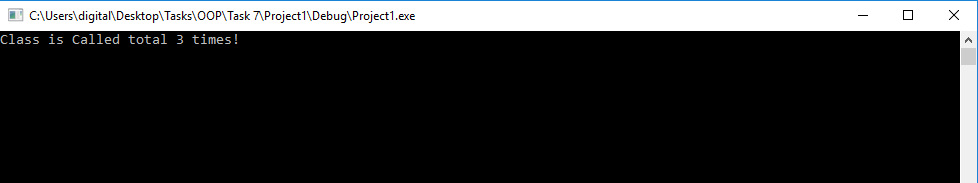 C:\Users\digital\Desktop\Tasks\OOP\Task 7\Project1\Debug\Project1.exe
Class is Called total 3 times!